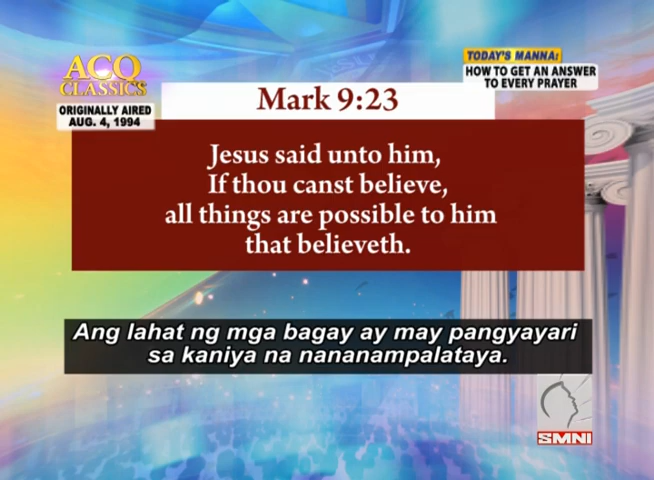 ACQ
CLASSICS
ORIGINALLY AIRED
AUG. 4, 1994
TODAY'S MANNA:
HOW TO GET AN ANSWER
TO EVERY PRAYER
Mark 9:23
Jesus said unto him,
If thou canst believe,
all things are possible to him
that believeth.
Ang lahat ng mga bagay ay may pangyayari
sa kaniya na nananampalataya.
SMNI